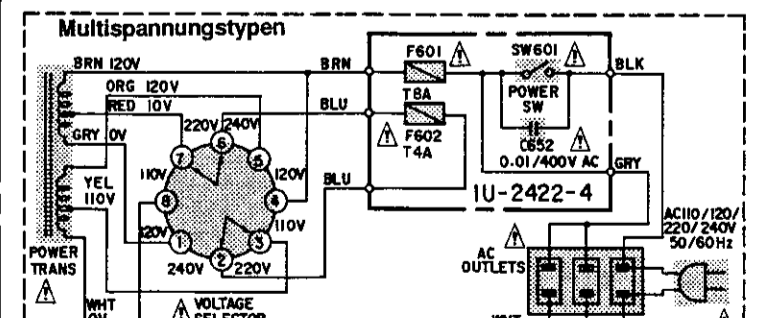 Multispannungstypen
BRN 120V
BRN
F601
SW601
BLK
ORG 120V
T8A
POWER
SW
RED 10V
BLU
220V
240V
F602
T4A
C652
0.01/400V AC
GRY 0V
GRY
6
7
5
110V
120V
YEL
110V
BLU
1U-2422-4
8
4
120V
110V
AC110/120/
220/240V
50/60Hz
1
3
2
240V
220V
AC
OUTLETS
POWER
TRANS
WHT
VOLTAGE